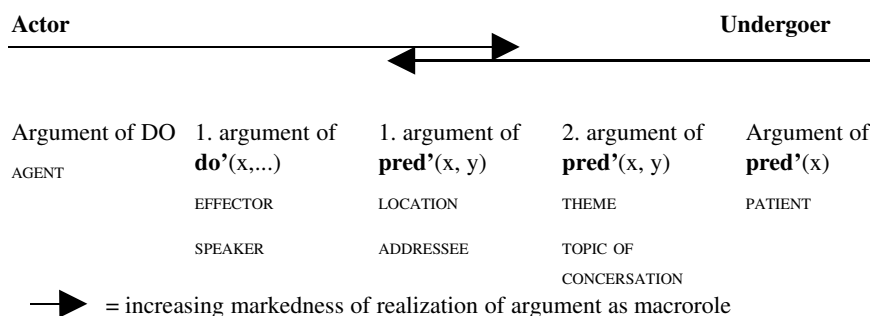 Actor Undergoer
Argument of DO 1. argument of 1. argument of 2. argument of Argument of
AGENT do’(x,...) pred’(x, y) pred’(x, y) pred’(x)
EFFECTOR LOCATION THEME PATIENT
SPEAKER ADDRESSEE TOPIC OF
CONCERSATION
= increasing markedness of realization of argument as macrorole